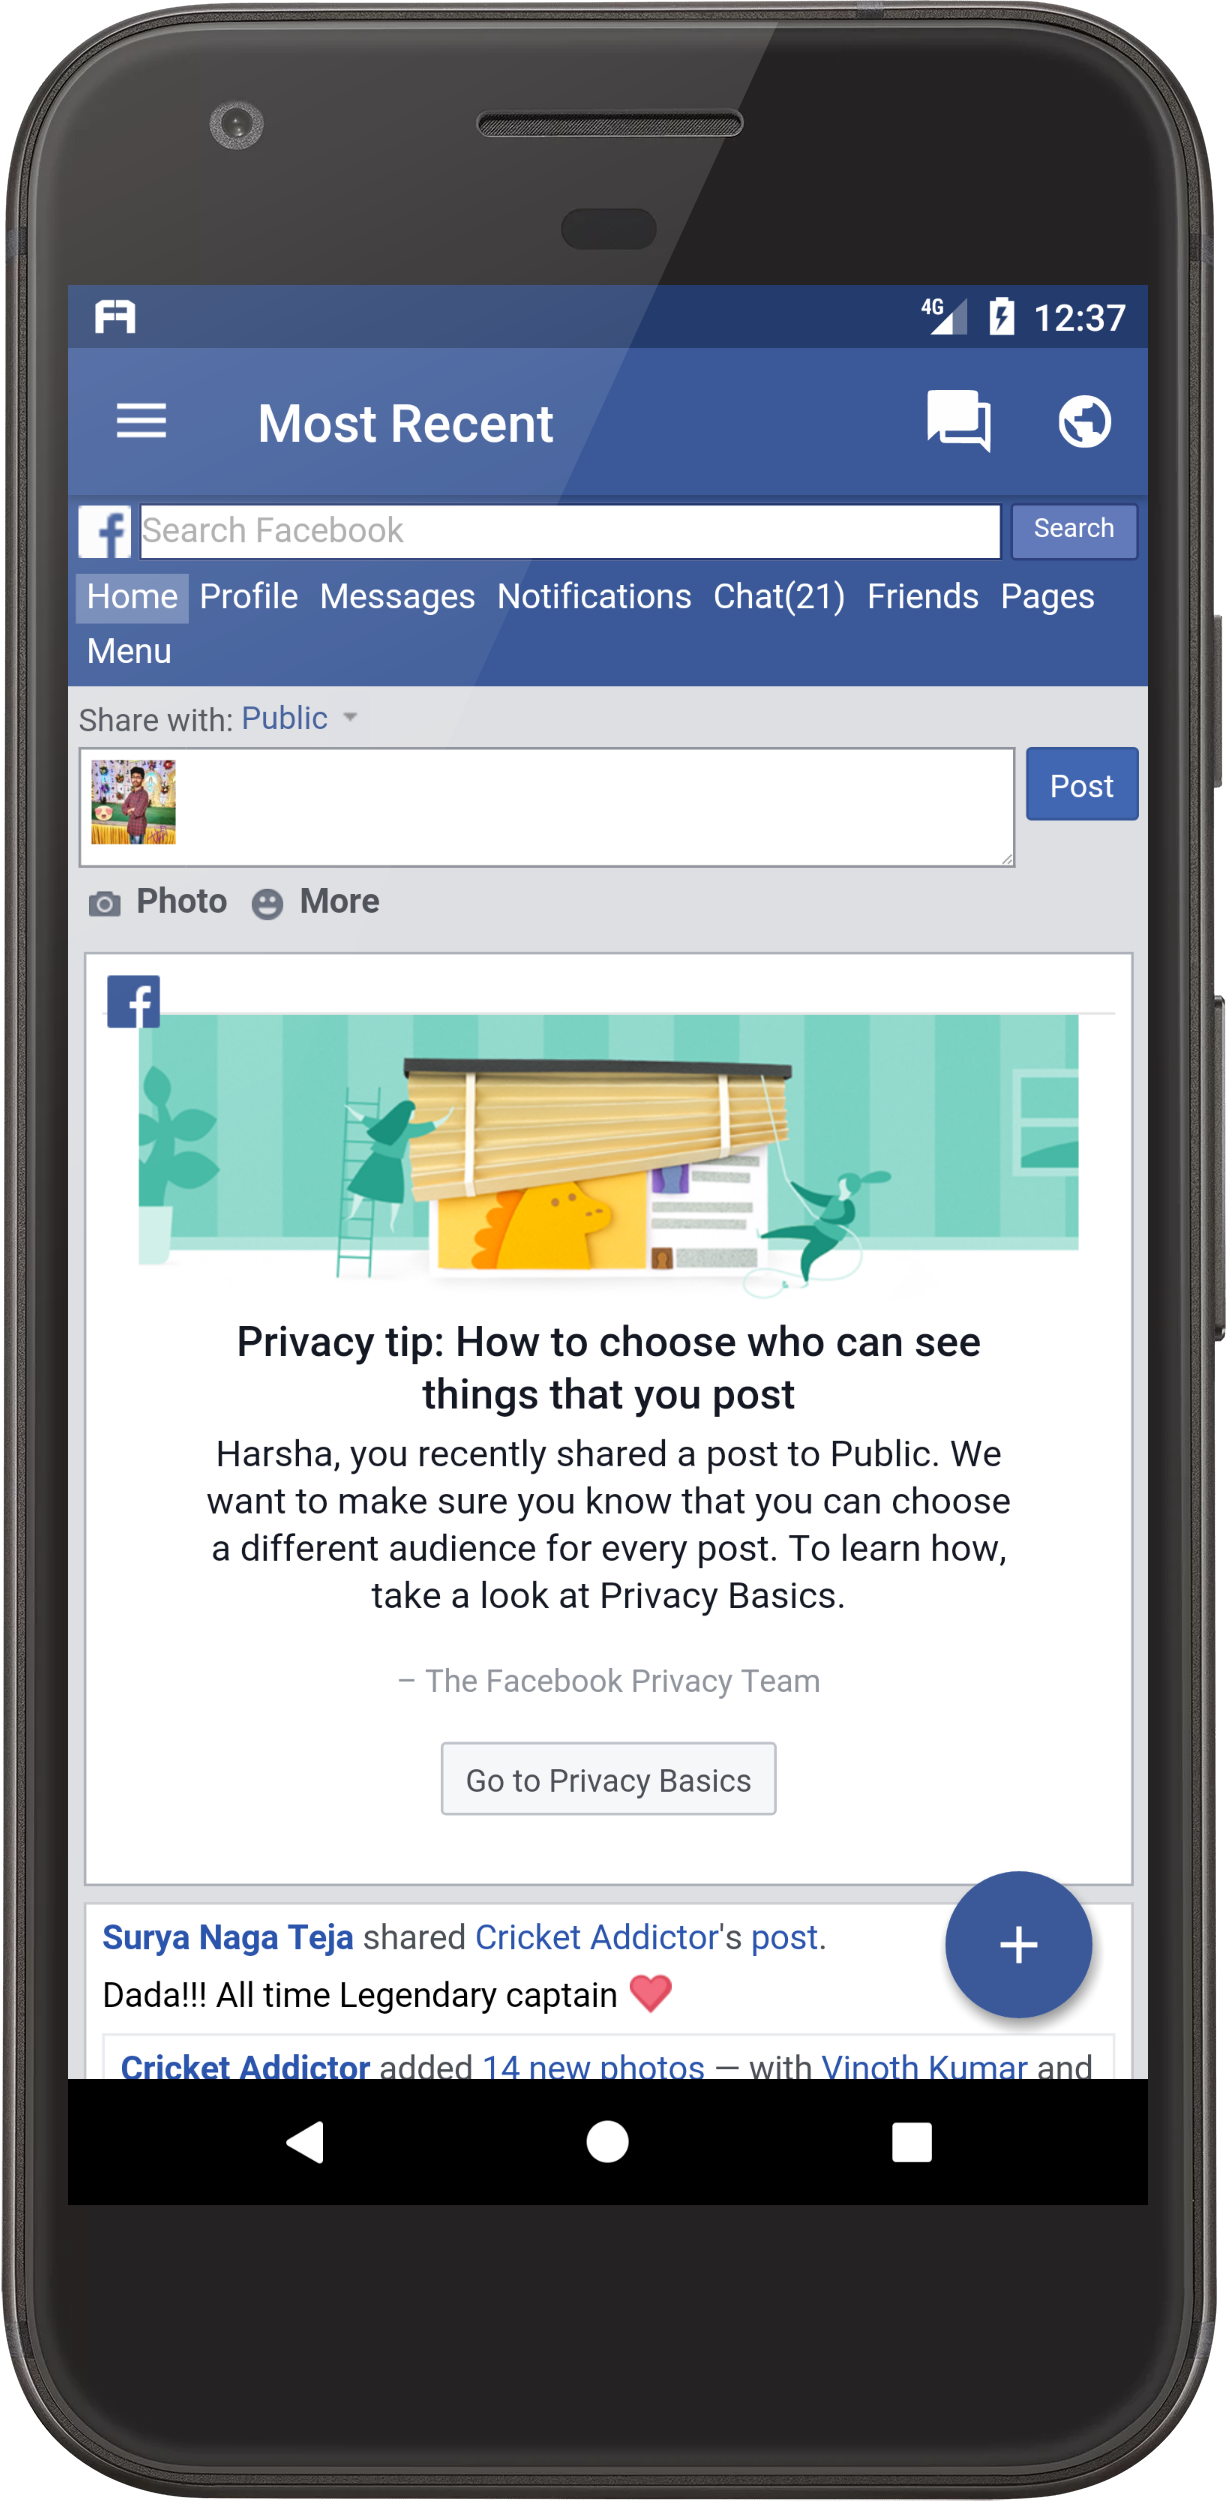 4G 12:37
Most Recent
f Search Facebook Search
Home Profile Messages Notifications Chat(21) Friends Pages
Menu
Share with: Public
Post
Photo More
f
Privacy tip: How to choose who can see
things that you post
Harsha, you recently shared a post to Public. We
want to make sure you know that you can choose
a different audience for every post. To learn how,
take a look at Privacy Basics.
– The Facebook Privacy Team
Go to Privacy Basics
Surya Naga Teja shared Cricket Addictor's post.
Dada!!! All time Legendary captain ❤
Cricket Addictor added 14 new photos — with Vinoth Kumar and